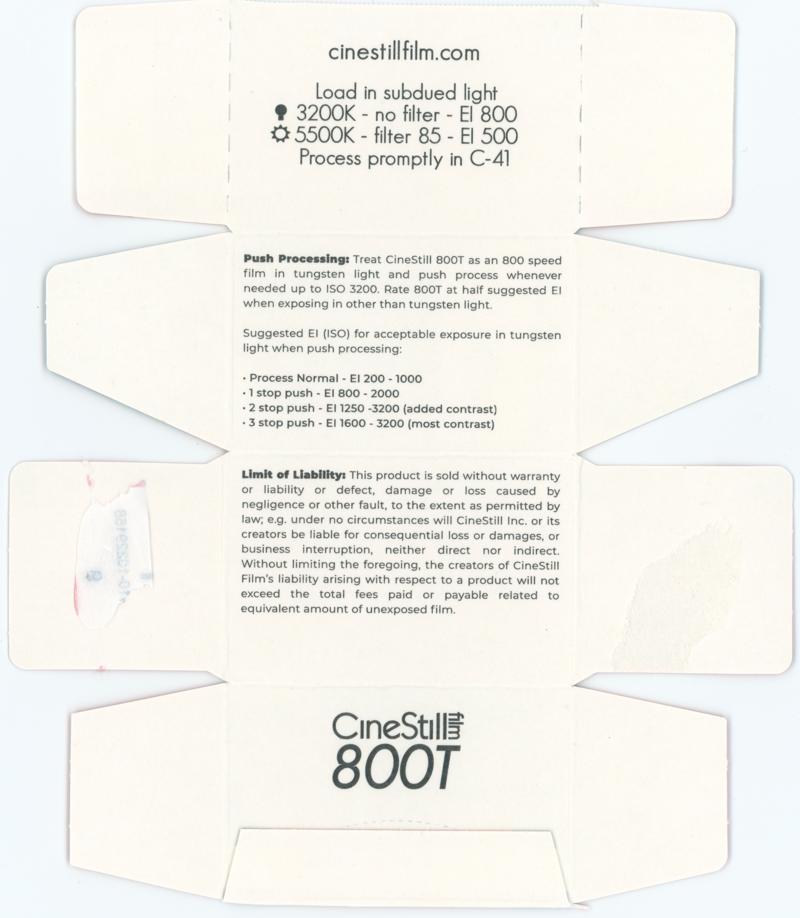 cinestillfilm.com
Load in subdued light
3200K - no filter - EI 800
5500K - filter 85 - EI 500
Process promptly in C-41
Push Processing: Treat CineStill 800T as an 800 speed
film in tungsten light and push process whenever
needed up to ISO 3200. Rate 800T at half suggested EI
when exposing in other than tungsten light.
Suggested EI (ISO) for acceptable exposure in tungsten
light when push processing:
• Process Normal - EI 200 - 1000
• 1 stop push - EI 800 - 2000
• 2 stop push - EI 1250 -3200 (added contrast)
• 3 stop push - EI 1600 - 3200 (most contrast)
Limit of Liability: This product is sold without warranty
or liability or defect, damage or loss caused by
negligence or other fault, to the extent as permitted by
law; e.g. under no circumstances will CineStill Inc. or its
creators be liable for consequential loss or damages, or
business interruption, neither direct nor indirect.
Without limiting the foregoing, the creators of CineStill
Film's liability arising with respect to a product will not
exceed the total fees paid or payable related to
equivalent amount of unexposed film.
CineStill film
800T